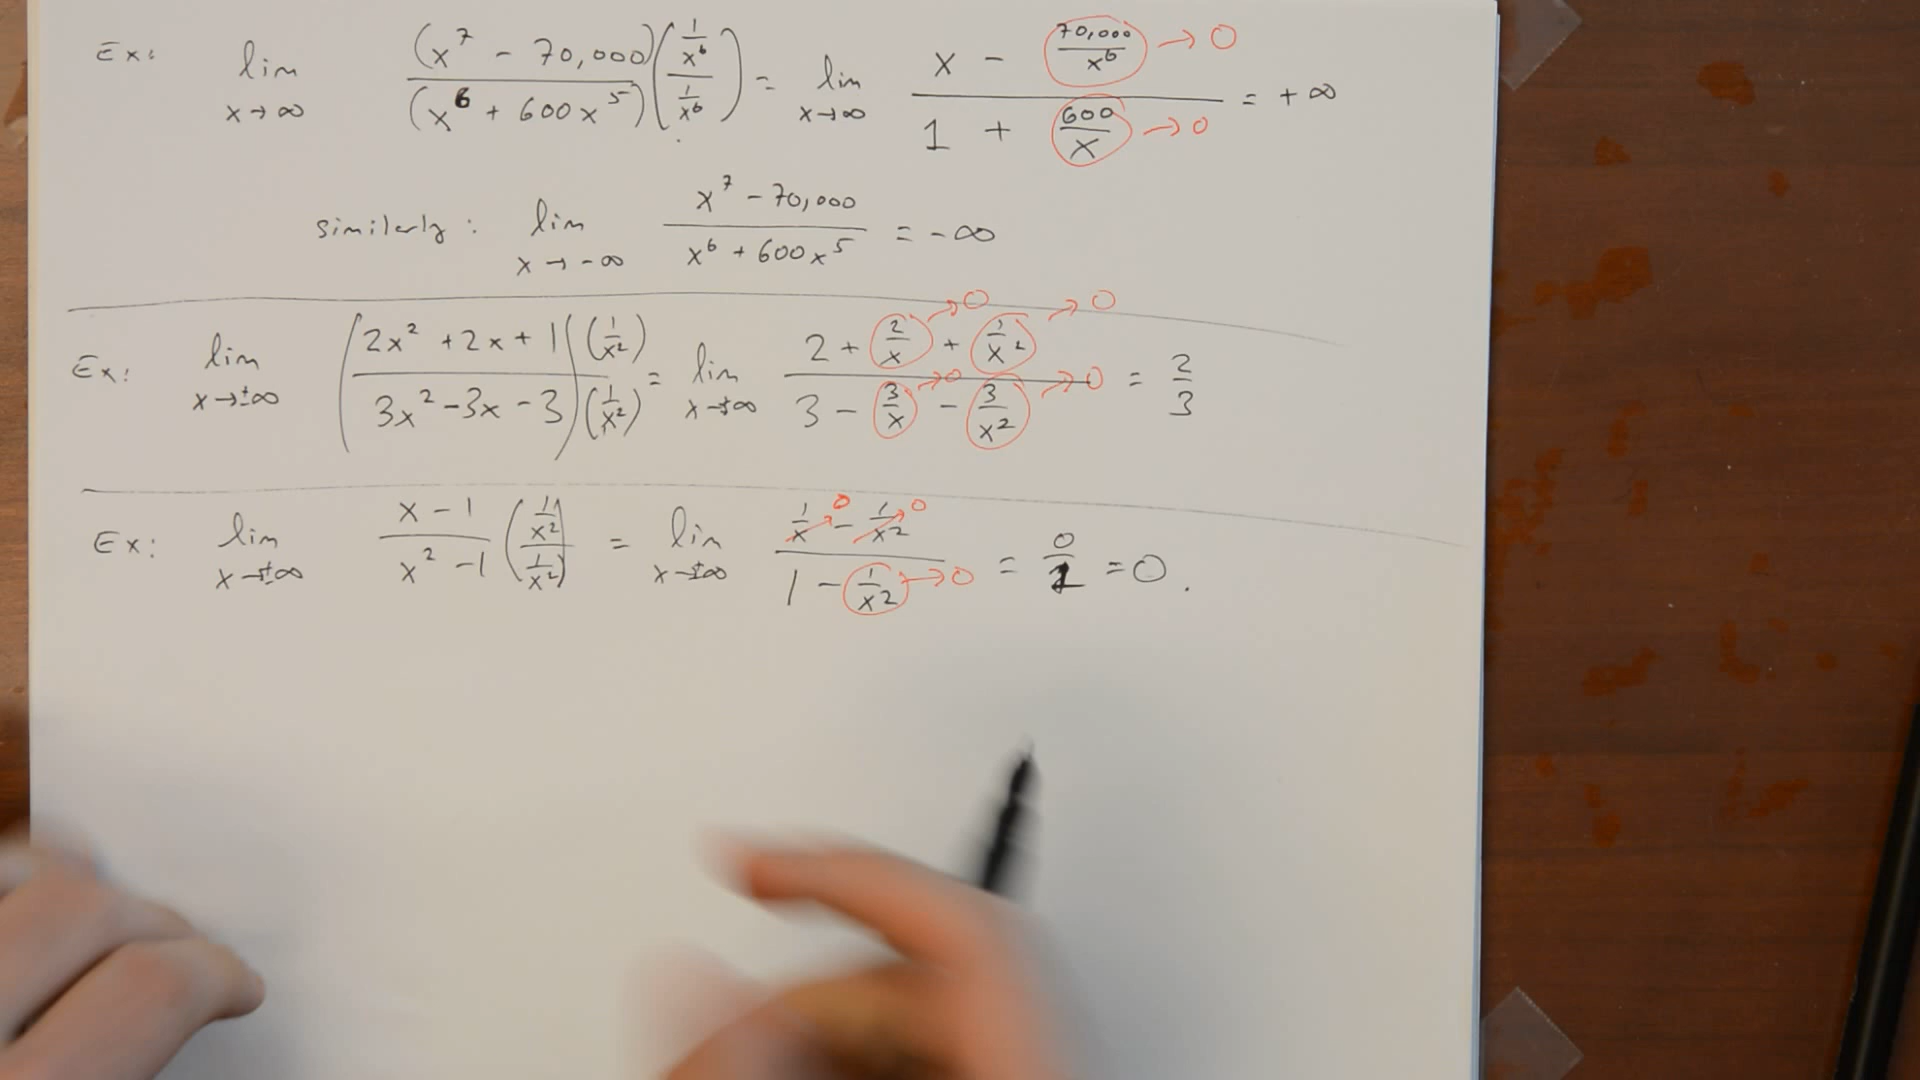 Ex: lim x→∞ (x^7 - 70,000)/(x^6 + 600x^5) ((1/x^6)/(1/x^6)) = lim x→∞ (x - 70,000/x^6 → 0)/(1 + 600/x → 0) = +∞
similarly: lim x→-∞ (x^7 - 70,000)/(x^6 + 600x^5) = -∞
Ex: lim x→±∞ ((2x^2 + 2x + 1)/(3x^2 - 3x - 3)) (1/x^2)/(1/x^2) = lim x→±∞ (2 + 2/x → 0 + 1/x^2 → 0)/(3 - 3/x → 0 - 3/x^2 → 0) = 2/3
Ex: lim x→±∞ (x - 1)/(x^2 - 1) ((1/x^2)/(1/x^2)) = lim x→±∞ (1/x → 0 - 1/x^2 → 0)/(1 - 1/x^2 → 0) = 0/1 = 0.